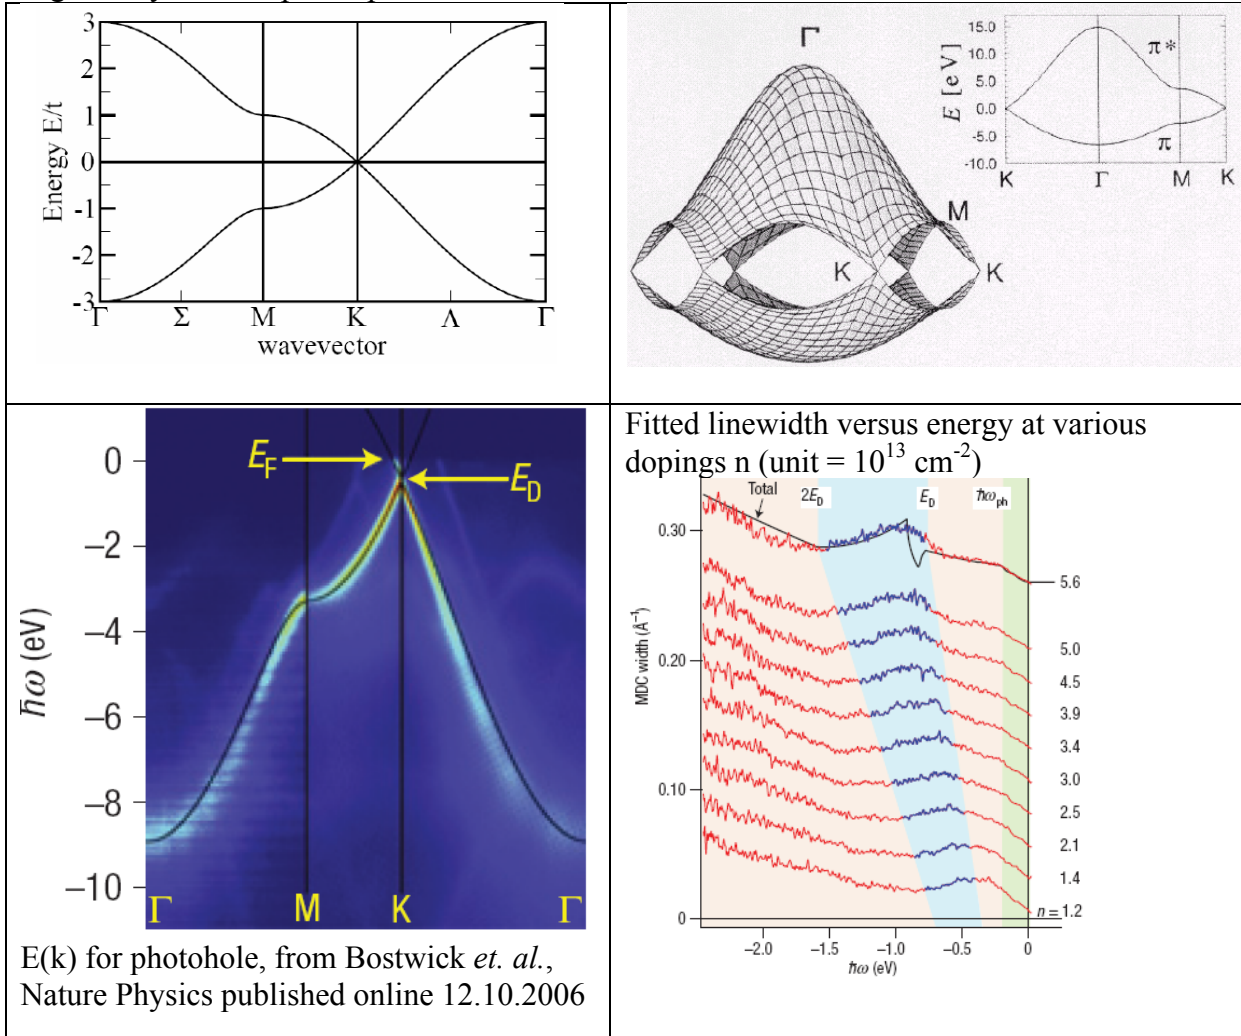 3
2
1
0
-1
-2
-3
Energy E/t
Γ Σ M K Λ Γ
wavevector
Γ
M
K
K
E [eV]
15.0
10.0
5.0
0.0
-5.0
-10.0
π*
π
K Γ M K
0
−2
−4
−6
−8
−10
ħω (eV)
E_F
E_D
Γ M K Γ
E(k) for photohole, from Bostwick et. al.,
Nature Physics published online 12.10.2006
Fitted linewidth versus energy at various
dopings n (unit = 10¹³ cm⁻²)
Total
2E_D
E_D
ħω_ph
0.30
0.20
0.10
0
MDC width (Å⁻¹)
5.6
5.0
4.5
3.9
3.4
3.0
2.5
2.1
1.4
n = 1.2
−2.0 −1.5 −1.0 −0.5 0
ħω (eV)